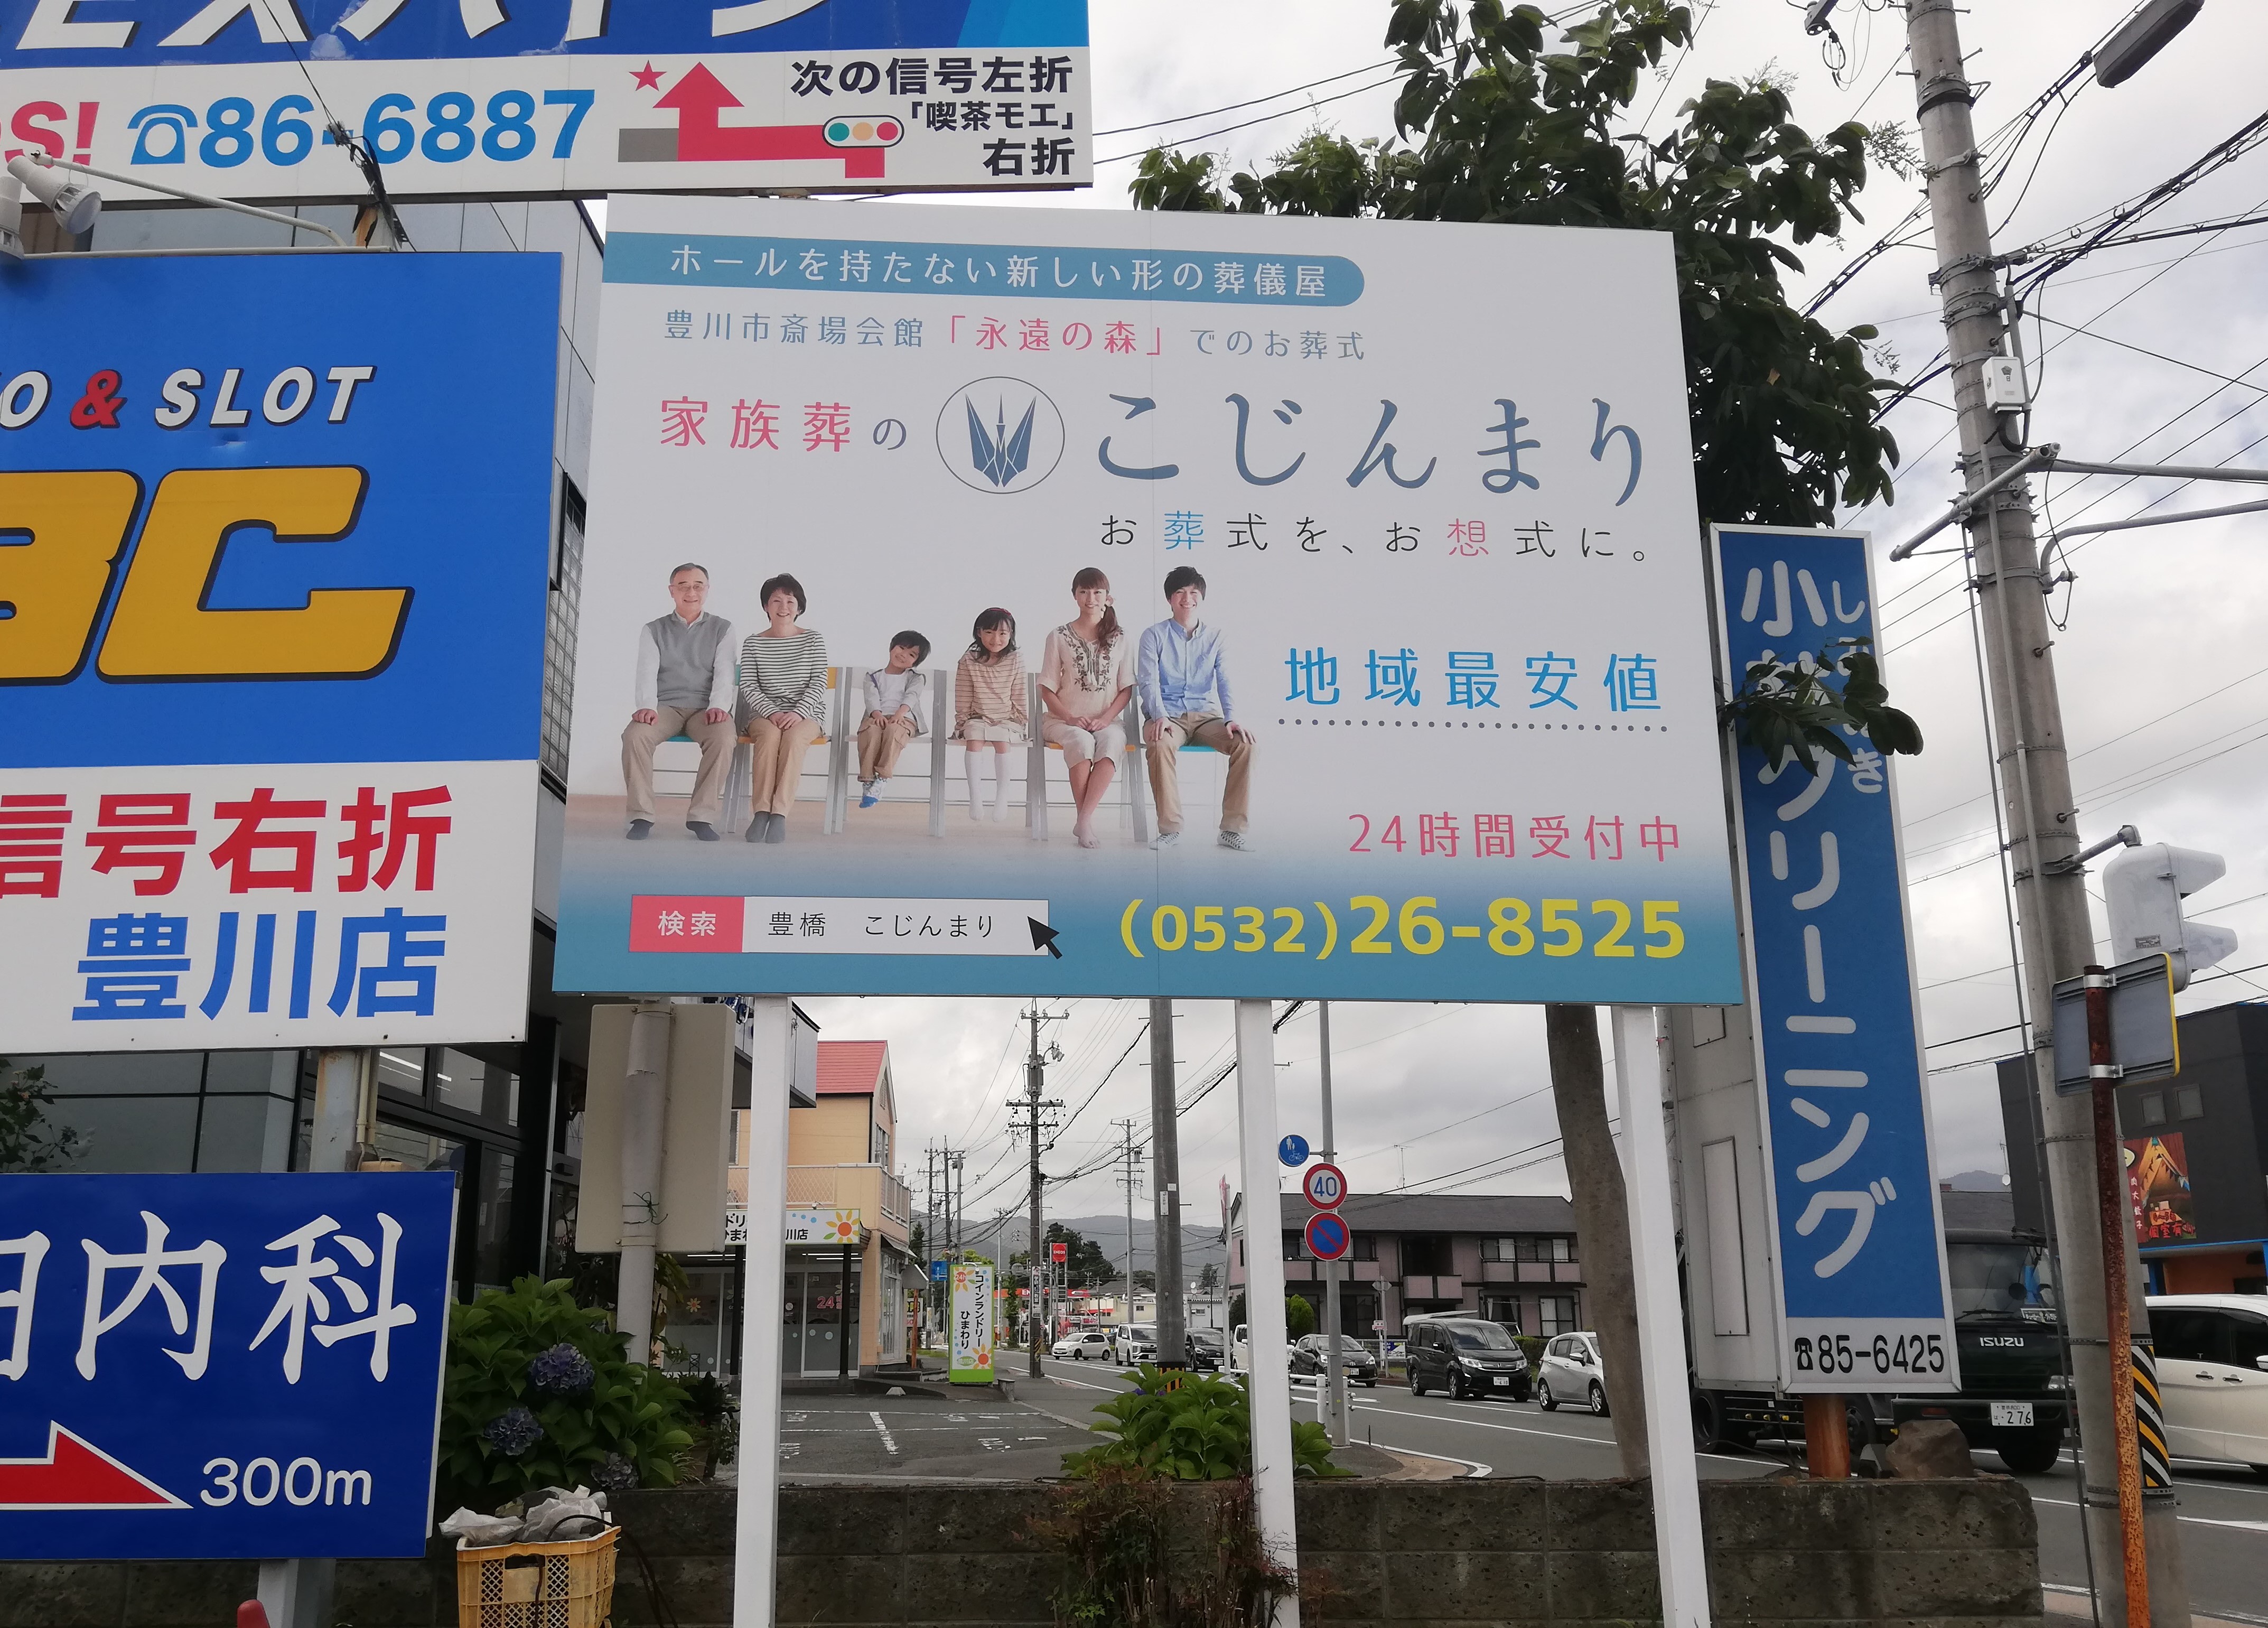 ☎86-6887
次の信号左折
「喫茶モエ」
右折
& SLOT
信号右折
豊川店
内科
300m
ホールを持たない新しい形の葬儀屋
豊川市斎場会館「永遠の森」でのお葬式
家族葬の こじんまり
お葬式を、お想式に。
地域最安値
24時間受付中
検索 豊橋 こじんまり
(0532)26-8525
クリーニング
☎85-6425
40
コインランドリー
ひまわり
ISUZU
276